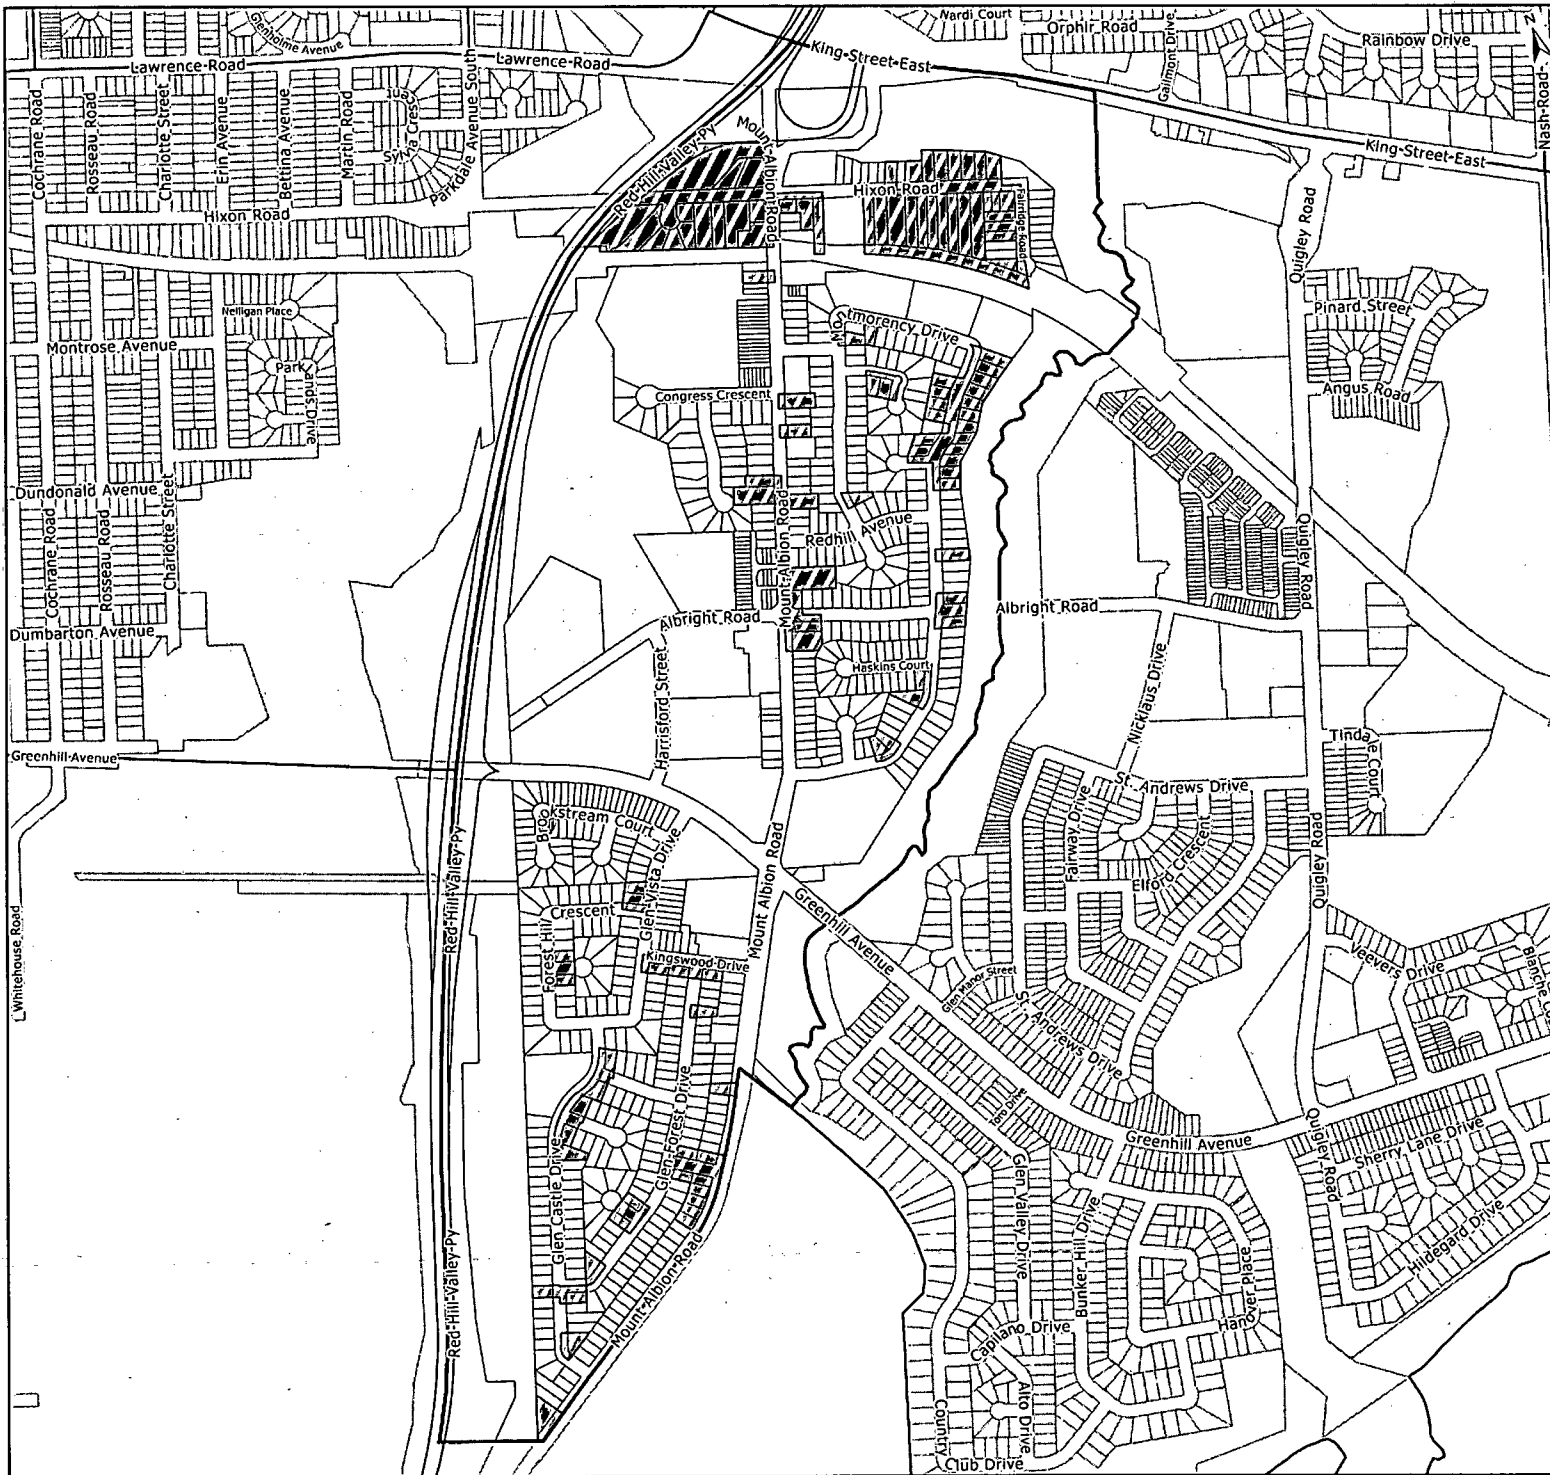 Nardi Court
Orphir Road
Gailmont Drive
Rainbow Drive
N
Nash-Road
Glenholme Avenue
Lawrence-Road
Lawrence-Road
King-Street-East
King-Street-East
Cochrane Road
Rosseau Road
Charlotte Street
Erin Avenue
Bettina Avenue
Martin Road
Sylvia Crescent
Parkdale Avenue South
Red-Hill-Valley-Py
Mount-Albion-Road
Hixon Road
Hixon Road
Fairridge Road
Quigley Road
Nelligan Place
Montrose Avenue
Park
lands Drive
Montmorency Drive
Pinard Street
Angus Road
Congress Crescent
Dundonald Avenue
Cochrane Road
Rosseau Road
Charlotte Street
Mount-Albion Road
Redhill Avenue
Quigley Road
Dumbarton Avenue
Albright Road
Albright Road
Harrisford Street
Haskins Court
Nicklaus Drive
Greenhill-Avenue
Tindale Court
St. Andrews Drive
Brookstream Court
Glen-Vista Drive
Fairway Drive
Elford Crescent
Quigley Road
Red-Hill-Valley-Py
Mount Albion Road
Greenhill Avenue
Forest Hill
Crescent
Kingswood-Drive
Whitehouse Road
Glen Manor Street
St. Andrews Drive
Veevers Drive
Glen-Forest Drive
Toro Drive
Greenhill Avenue
Quigley Road
Sherry Lane Drive
Glen Castle Drive
Glen Valley Drive
Bunker Hill Drive
Hildegard Drive
Red-Hill-Valley-Py
Mount-Albion-Road
Capilano Drive
Hanover Place
Alto Drive
Country
Club Drive